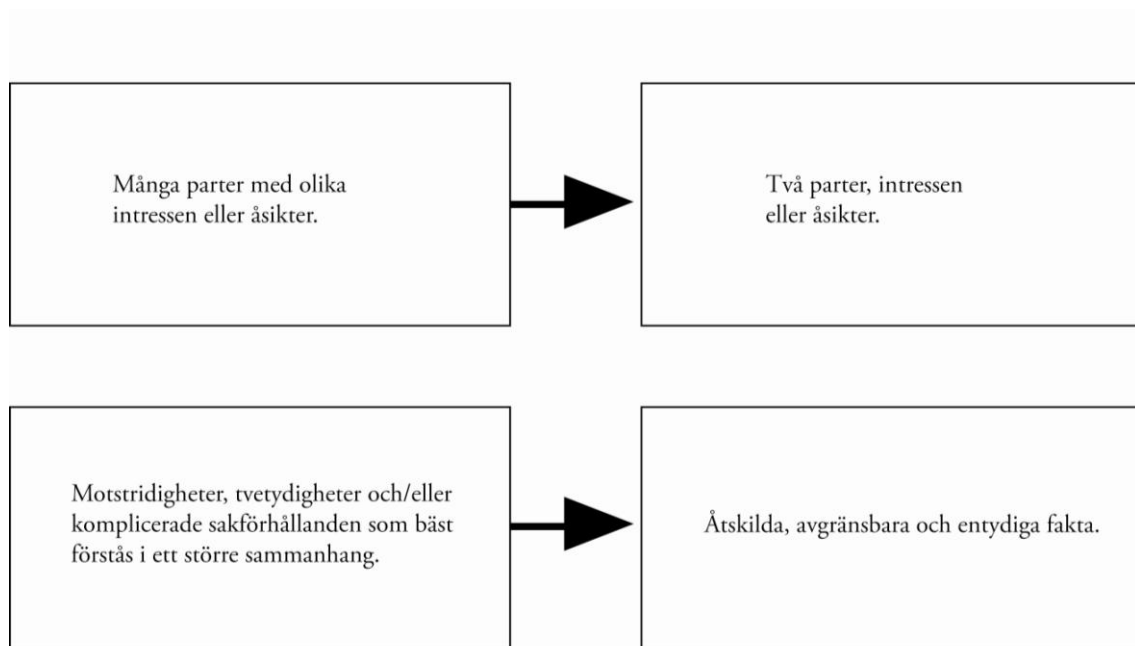 Många parter med olika
intressen eller åsikter.
Två parter, intressen
eller åsikter.
Motstridigheter, tvetydigheter och/eller
komplicerade sakförhållanden som bäst
förstås i ett större sammanhang.
Åtskilda, avgränsbara och entydiga fakta.